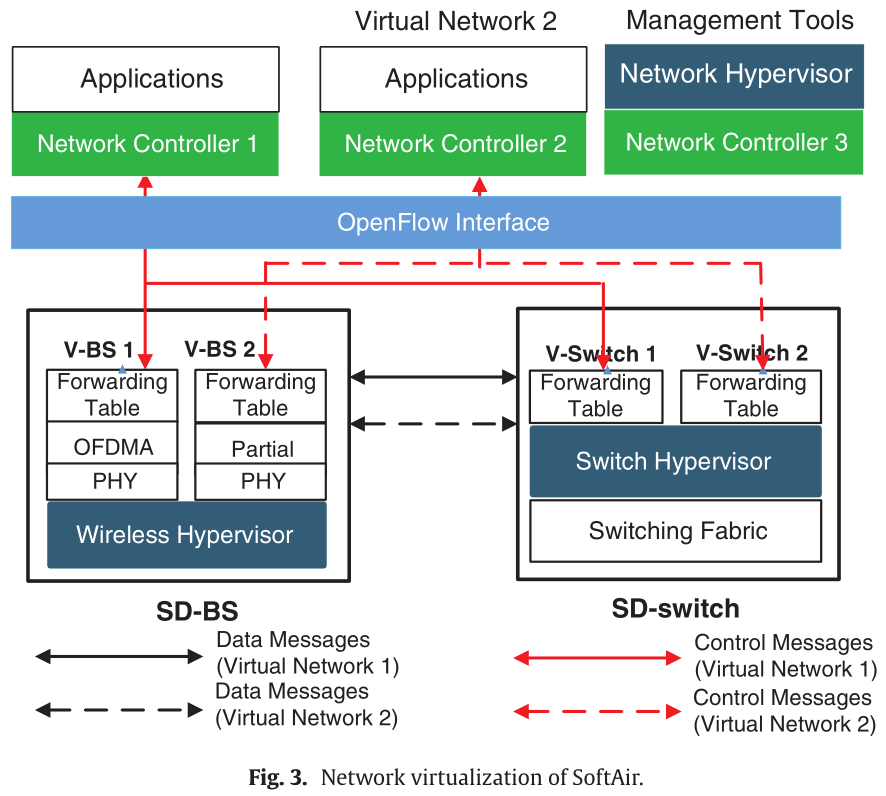 Virtual Network 2
Management Tools
Applications
Applications
Network Hypervisor
Network Controller 1
Network Controller 2
Network Controller 3
OpenFlow Interface
V-BS 1
V-BS 2
V-Switch 1
V-Switch 2
Forwarding
Table
Forwarding
Table
Forwarding
Table
Forwarding
Table
OFDMA
PHY
Partial
PHY
Switch Hypervisor
Wireless Hypervisor
Switching Fabric
SD-BS
SD-switch
Data Messages
(Virtual Network 1)
Data Messages
(Virtual Network 2)
Control Messages
(Virtual Network 1)
Control Messages
(Virtual Network 2)
Fig. 3. Network virtualization of SoftAir.